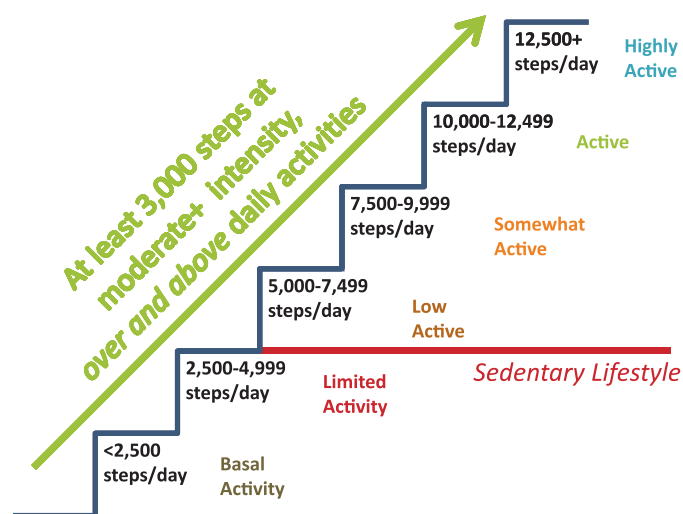 12,500+
steps/day
Highly
Active
At least 3,000 steps at
moderate+ intensity,
over and above daily activities
10,000-12,499
steps/day
Active
7,500-9,999
steps/day
Somewhat
Active
5,000-7,499
steps/day
Low
Active
2,500-4,999
steps/day
Limited
Activity
Sedentary Lifestyle
<2,500
steps/day
Basal
Activity